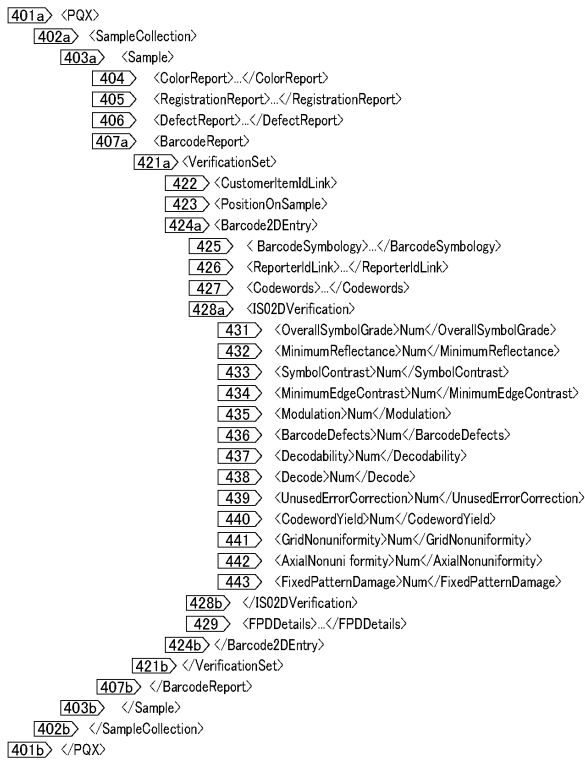 401a <PQX>
402a <SampleCollection>
403a <Sample>
404 <ColorReport>...</ColorReport>
405 <RegistrationReport>...</RegistrationReport>
406 <DefectReport>...</DefectReport>
407a <BarcodeReport>
421a <VerificationSet>
422 <CustomerItemIdLink>
423 <PositionOnSample>
424a <Barcode2DEntry>
425 < BarcodeSymbology>...</BarcodeSymbology>
426 <ReporterIdLink>...</ReporterIdLink>
427 <Codewords>...</Codewords>
428a <IS02DVerification>
431 <OverallSymbolGrade>Num</OverallSymbolGrade>
432 <MinimumReflectance>Num</MinimumReflectance>
433 <SymbolContrast>Num</SymbolContrast>
434 <MinimumEdgeContrast>Num</MinimumEdgeContrast>
435 <Modulation>Num</Modulation>
436 <BarcodeDefects>Num</BarcodeDefects>
437 <Decodability>Num</Decodability>
438 <Decode>Num</Decode>
439 <UnusedErrorCorrection>Num</UnusedErrorCorrection>
440 <CodewordYield>Num</CodewordYield>
441 <GridNonuniformity>Num</GridNonuniformity>
442 <AxialNonuni formity>Num</AxialNonuniformity>
443 <FixedPatternDamage>Num</FixedPatternDamage>
428b </IS02DVerification>
429 <FPDDetails>...</FPDDetails>
424b </Barcode2DEntry>
421b </VerificationSet>
407b </BarcodeReport>
403b </Sample>
402b </SampleCollection>
401b </PQX>